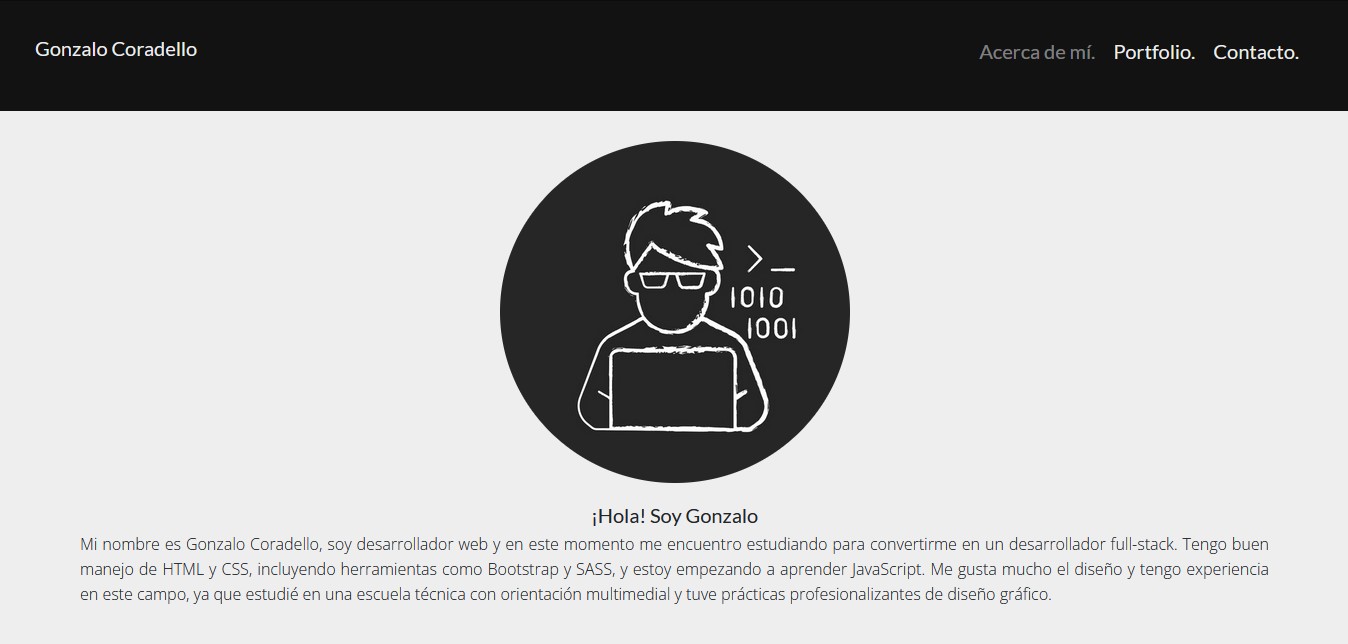 Gonzalo Coradello
Acerca de mí. Portfolio. Contacto.
>_
1010
1001
¡Hola! Soy Gonzalo
Mi nombre es Gonzalo Coradello, soy desarrollador web y en este momento me encuentro estudiando para convertirme en un desarrollador full-stack. Tengo buen
manejo de HTML y CSS, incluyendo herramientas como Bootstrap y SASS, y estoy empezando a aprender JavaScript. Me gusta mucho el diseño y tengo experiencia
en este campo, ya que estudié en una escuela técnica con orientación multimedial y tuve prácticas profesionalizantes de diseño gráfico.